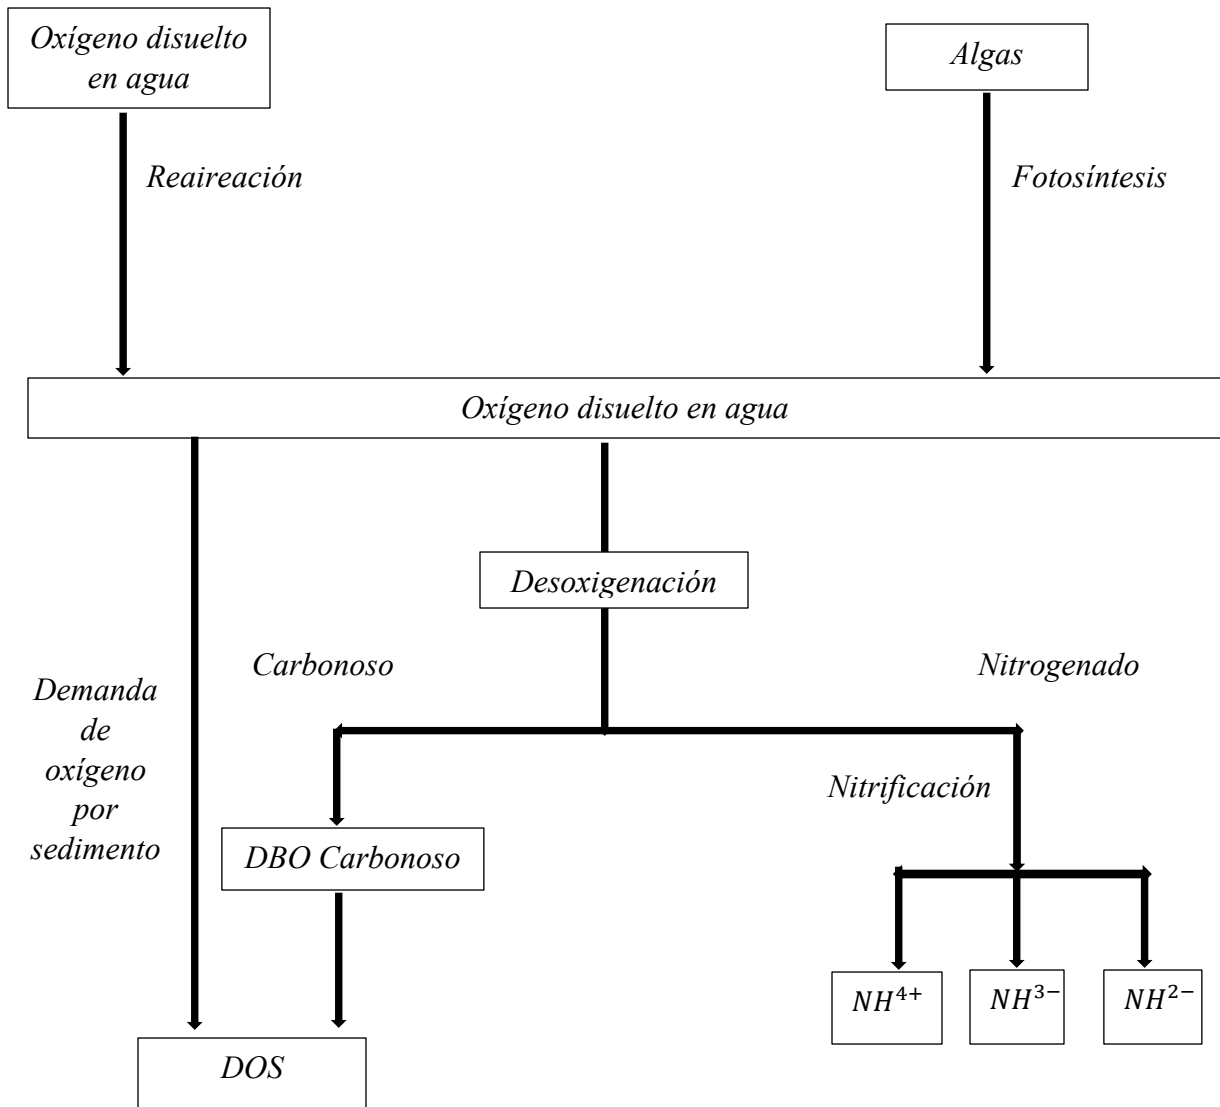 Oxígeno disuelto
en agua
Algas
Reaireación
Fotosíntesis
Oxígeno disuelto en agua
Desoxigenación
Carbonoso
Nitrogenado
Demanda
de
oxígeno
por
sedimento
Nitrificación
DBO Carbonoso
NH⁴⁺
NH³⁻
NH²⁻
DOS